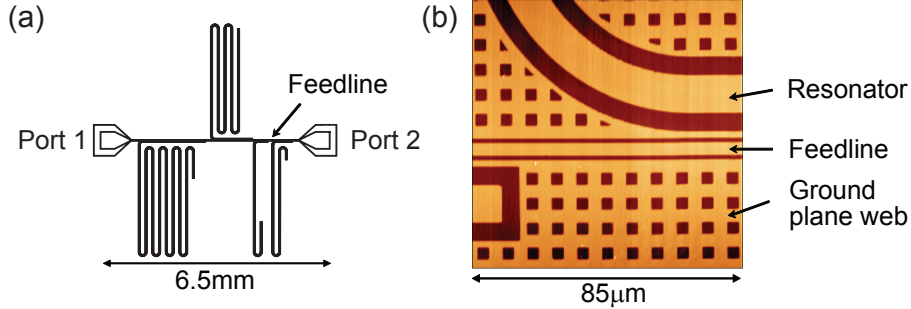 (a)
Feedline
Port 1
Port 2
6.5mm
(b)
Resonator
Feedline
Ground
plane web
85μm